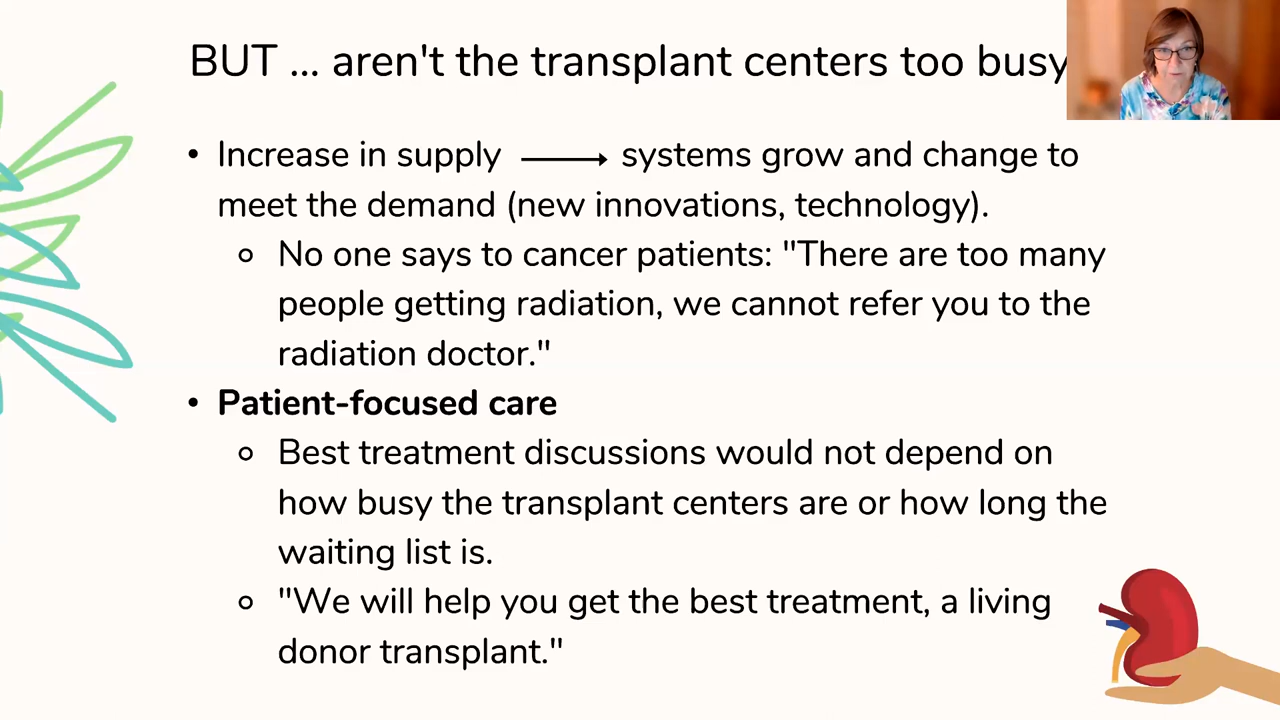 BUT ... aren't the transplant centers too busy
• Increase in supply ⟶ systems grow and change to
meet the demand (new innovations, technology).
◦ No one says to cancer patients: "There are too many
people getting radiation, we cannot refer you to the
radiation doctor."
• Patient-focused care
◦ Best treatment discussions would not depend on
how busy the transplant centers are or how long the
waiting list is.
◦ "We will help you get the best treatment, a living
donor transplant."